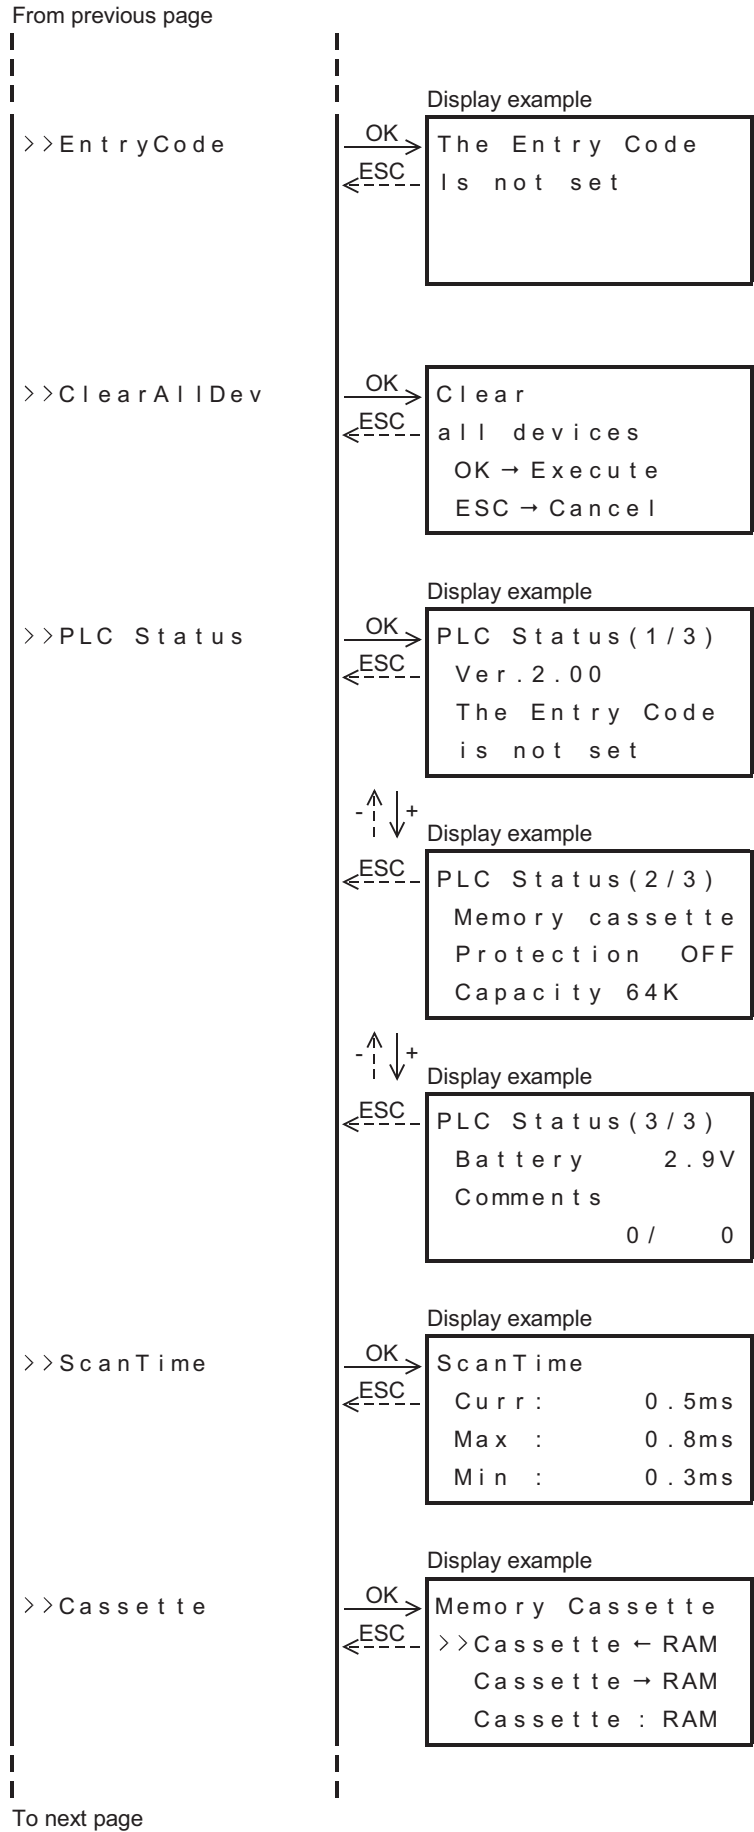 From previous page
Display example
>>EntryCode
OK
ESC
The Entry Code
Is not set
>>ClearAllDev
OK
ESC
Clear
all devices
OK → Execute
ESC → Cancel
Display example
>>PLC Status
OK
ESC
PLC Status(1/3)
Ver.2.00
The Entry Code
is not set
- +
Display example
ESC
PLC Status(2/3)
Memory cassette
Protection OFF
Capacity 64K
- +
Display example
ESC
PLC Status(3/3)
Battery 2.9V
Comments
0/ 0
Display example
>>ScanTime
OK
ESC
ScanTime
Curr: 0.5ms
Max : 0.8ms
Min : 0.3ms
Display example
>>Cassette
OK
ESC
Memory Cassette
>>Cassette ← RAM
Cassette → RAM
Cassette : RAM
To next page